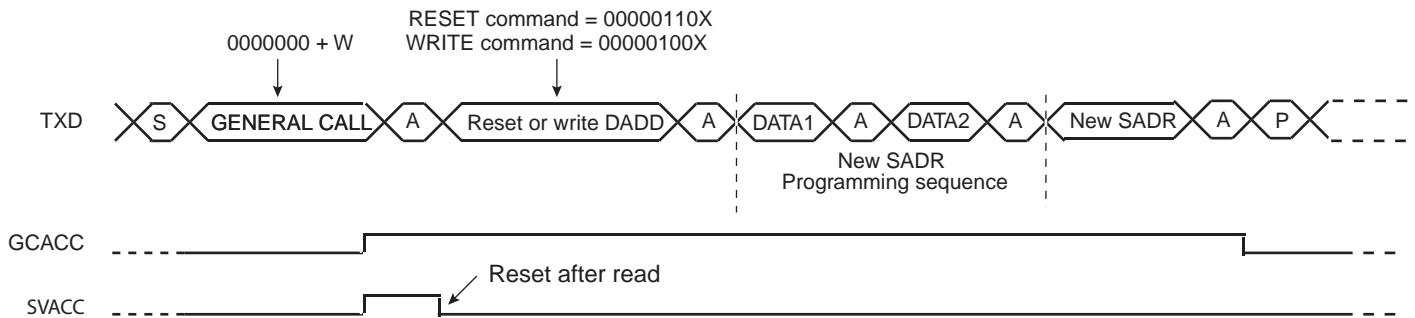 RESET command = 00000110X
0000000 + W
WRITE command = 00000100X
TXD S GENERAL CALL A Reset or write DADD A DATA1 A DATA2 A New SADR A P
New SADR
Programming sequence
GCACC
Reset after read
SVACC